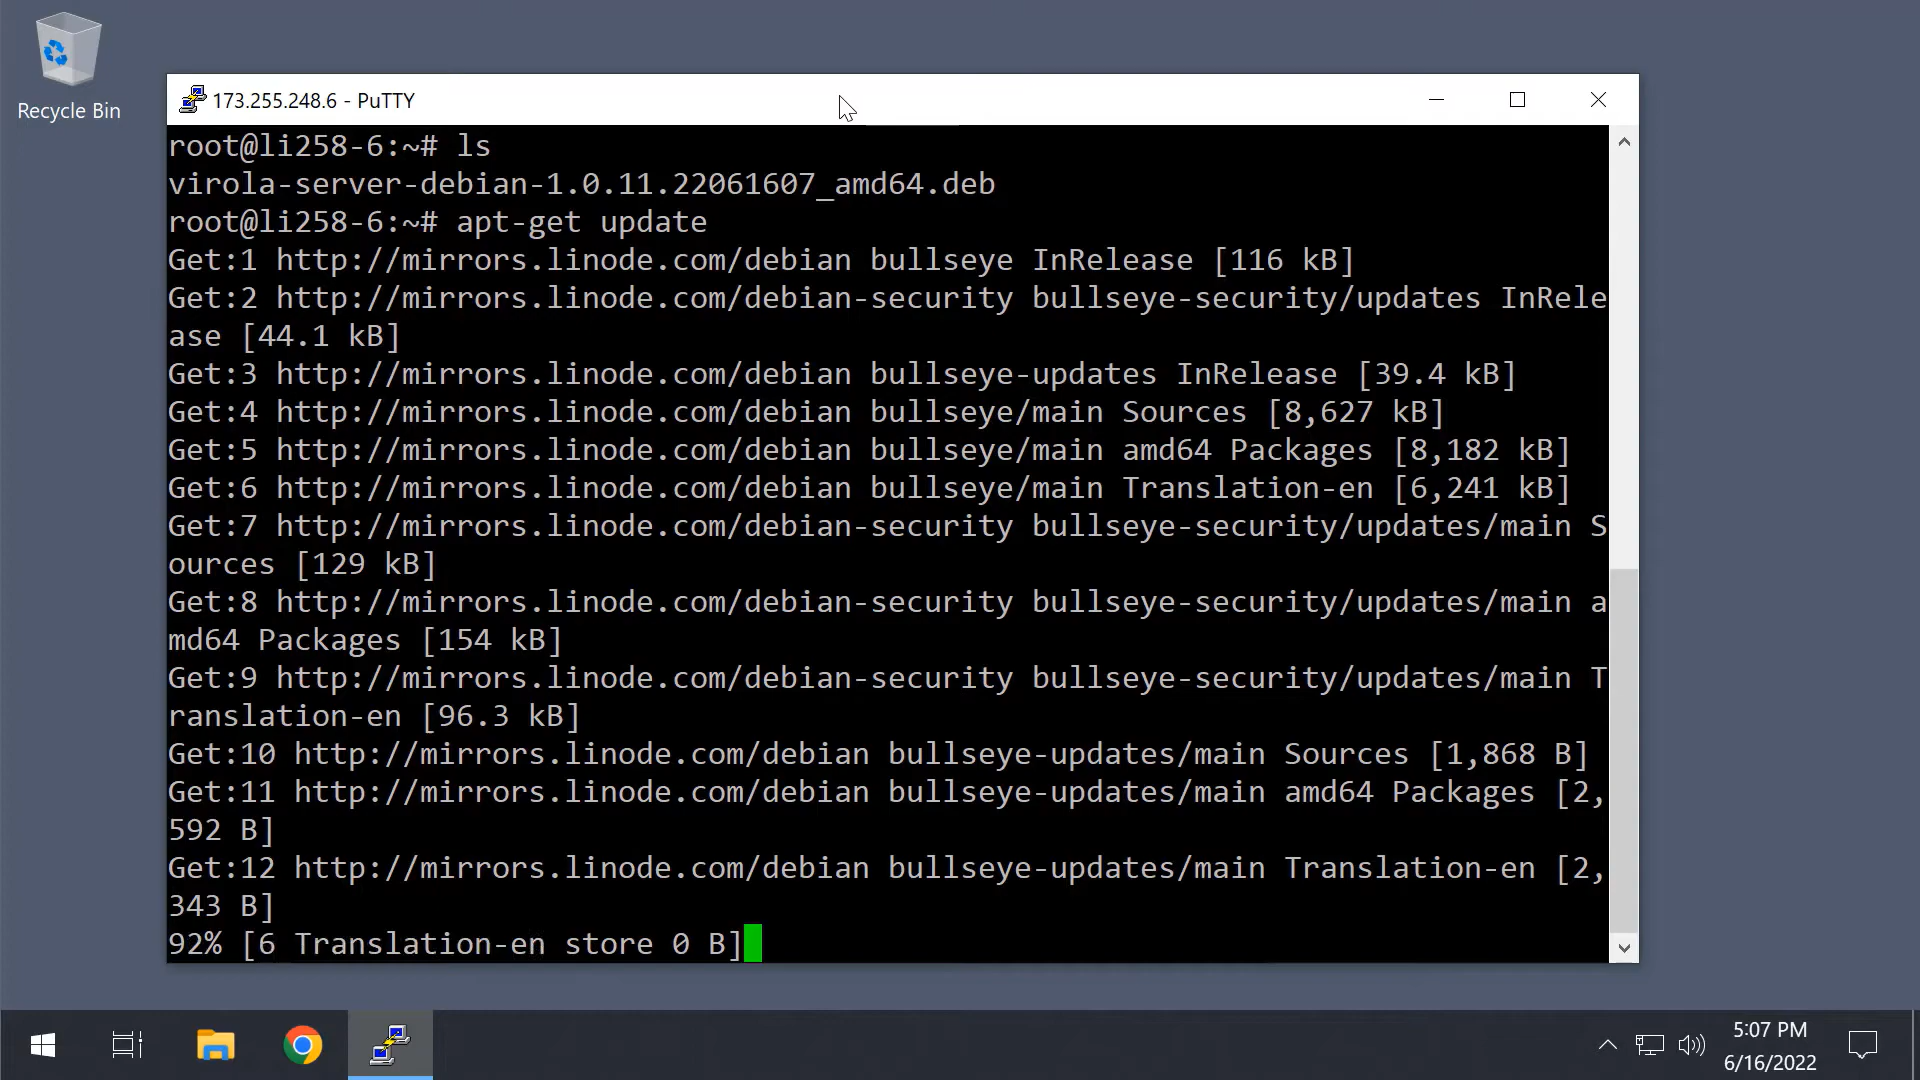 Recycle Bin
173.255.248.6 - PuTTY
root@li258-6:~# ls
virola-server-debian-1.0.11.22061607_amd64.deb
root@li258-6:~# apt-get update
Get:1 http://mirrors.linode.com/debian bullseye InRelease [116 kB]
Get:2 http://mirrors.linode.com/debian-security bullseye-security/updates InRele
ase [44.1 kB]
Get:3 http://mirrors.linode.com/debian bullseye-updates InRelease [39.4 kB]
Get:4 http://mirrors.linode.com/debian bullseye/main Sources [8,627 kB]
Get:5 http://mirrors.linode.com/debian bullseye/main amd64 Packages [8,182 kB]
Get:6 http://mirrors.linode.com/debian bullseye/main Translation-en [6,241 kB]
Get:7 http://mirrors.linode.com/debian-security bullseye-security/updates/main S
ources [129 kB]
Get:8 http://mirrors.linode.com/debian-security bullseye-security/updates/main a
md64 Packages [154 kB]
Get:9 http://mirrors.linode.com/debian-security bullseye-security/updates/main T
ranslation-en [96.3 kB]
Get:10 http://mirrors.linode.com/debian bullseye-updates/main Sources [1,868 B]
Get:11 http://mirrors.linode.com/debian bullseye-updates/main amd64 Packages [2,
592 B]
Get:12 http://mirrors.linode.com/debian bullseye-updates/main Translation-en [2,
343 B]
92% [6 Translation-en store 0 B]
5:07 PM
6/16/2022